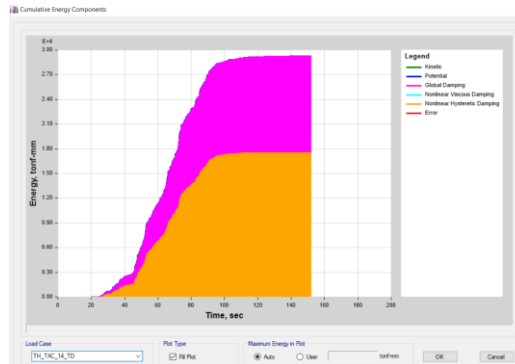 Cumulative Energy Components
E+6
3.00
2.70
2.40
2.10
1.80
1.50
1.20
0.90
0.60
0.30
0.00
0 20 40 60 80 100 120 140 160 180 200
Energy, tonf-mm
Time, sec
Legend
Kinetic
Potential
Global Damping
Nonlinear Viscous Damping
Nonlinear Hysteretic Damping
Error
Load Case
TH_TAC_14_TD
Plot Type
Fill Plot
Maximum Energy in Plot
Auto User tonf-mm
OK Cancel